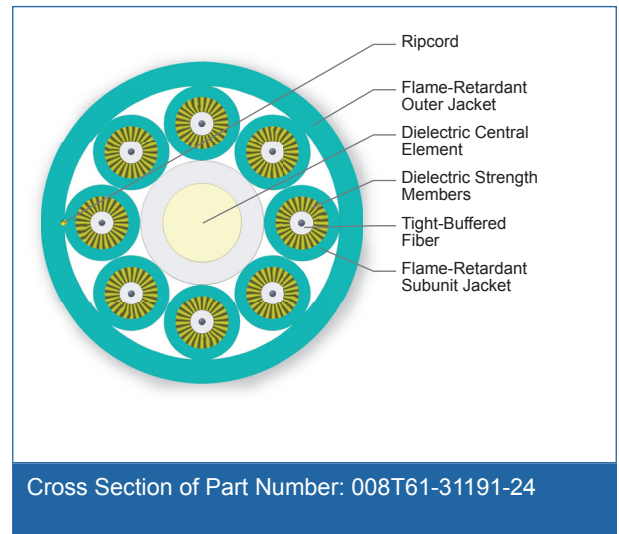 Ripcord
Flame-Retardant
Outer Jacket
Dielectric Central
Element
Dielectric Strength
Members
Tight-Buffered
Fiber
Flame-Retardant
Subunit Jacket
Cross Section of Part Number: 008T61-31191-24